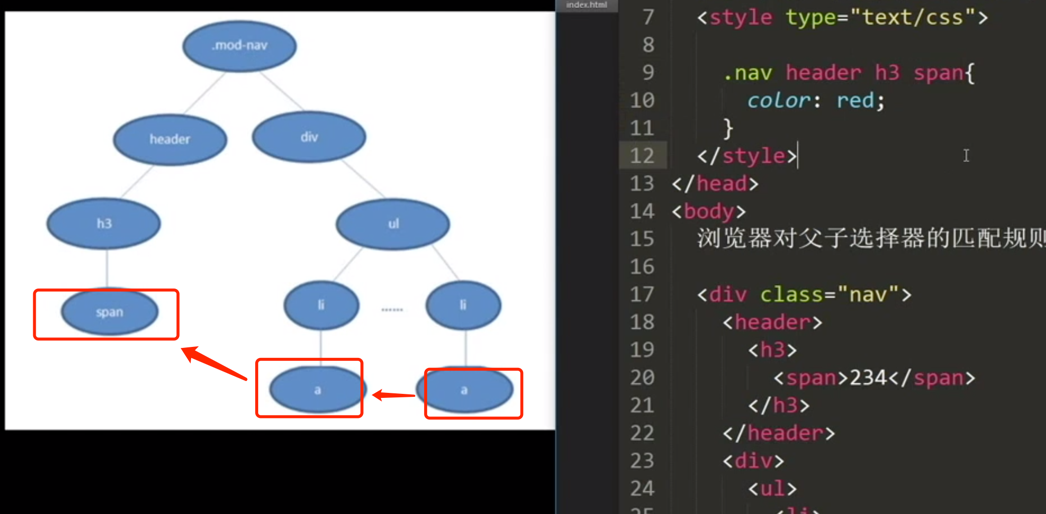 index.html
.mod-nav
header
div
h3
ul
span
li
......
li
a
a
7 <style type="text/css">
8
9 .nav header h3 span{
10 color: red;
11 }
12 </style>
13 </head>
14 <body>
15 浏览器对父子选择器的匹配规则
16
17 <div class="nav">
18 <header>
19 <h3>
20 <span>234</span>
21 </h3>
22 </header>
23 <div>
24 <ul>
25 <li>